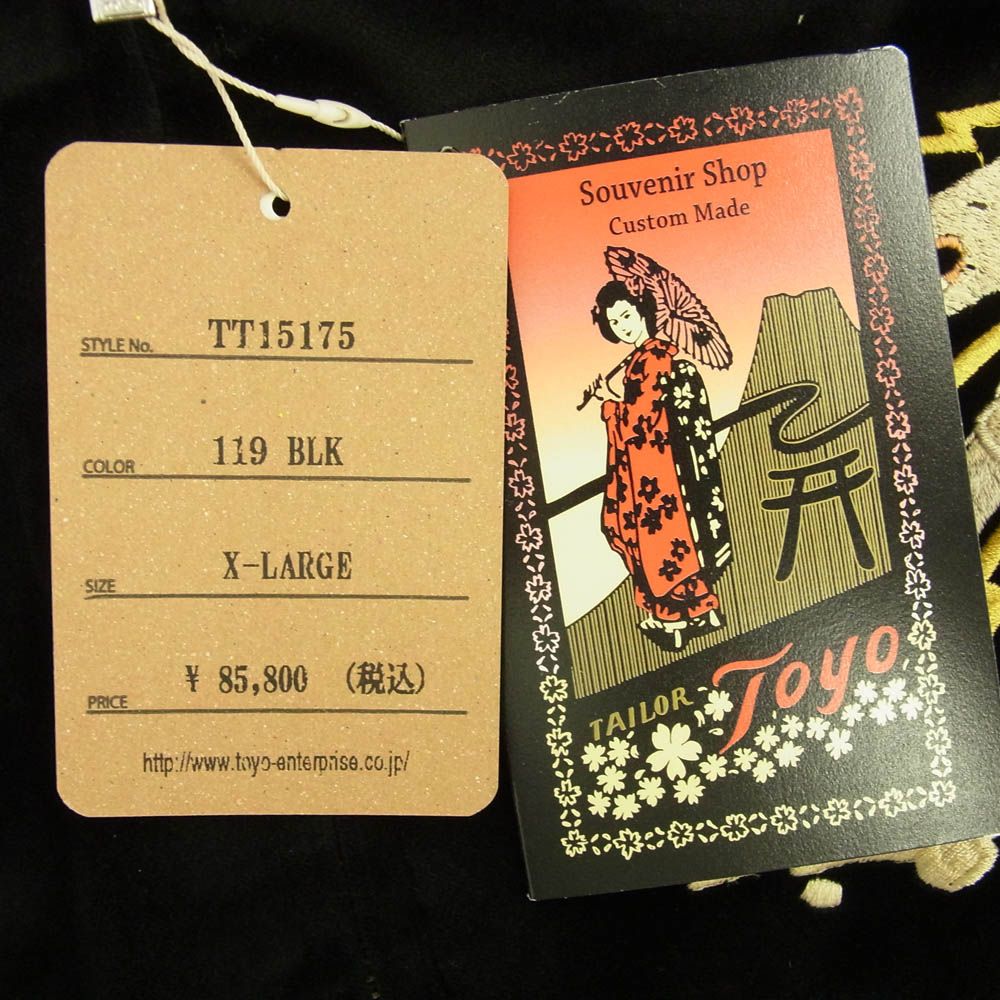 STYLE No. TT15175
COLOR 119 BLK
SIZE X-LARGE
PRICE ¥ 85,800 (税込)
http://www.toyo-enterprise.co.jp/
Souvenir Shop
Custom Made
TAILOR Toyo